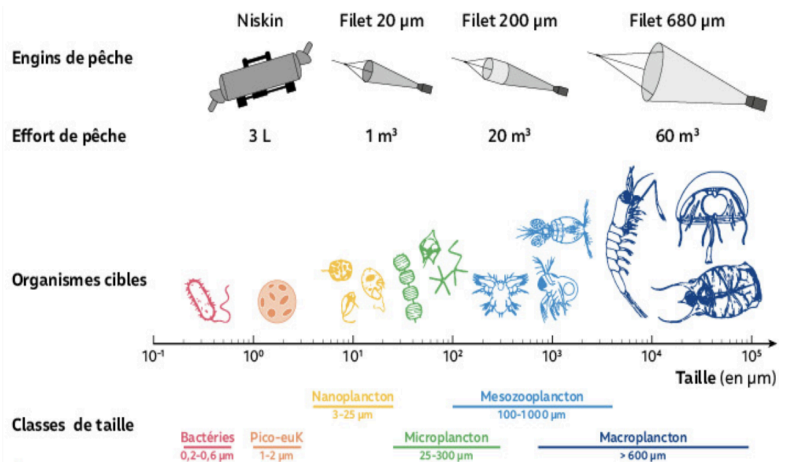 Niskin Filet 20 µm Filet 200 µm Filet 680 µm
Engins de pêche
Effort de pêche 3 L 1 m³ 20 m³ 60 m³
Organismes cibles
10⁻¹ 10⁰ 10¹ 10² 10³ 10⁴ 10⁵
Taille (en µm)
Nanoplancton Mesozooplancton
3-25 µm 100-1000 µm
Classes de taille
Bactéries Pico-euK Microplancton Macroplancton
0,2-0,6 µm 1-2 µm 25-300 µm > 600 µm